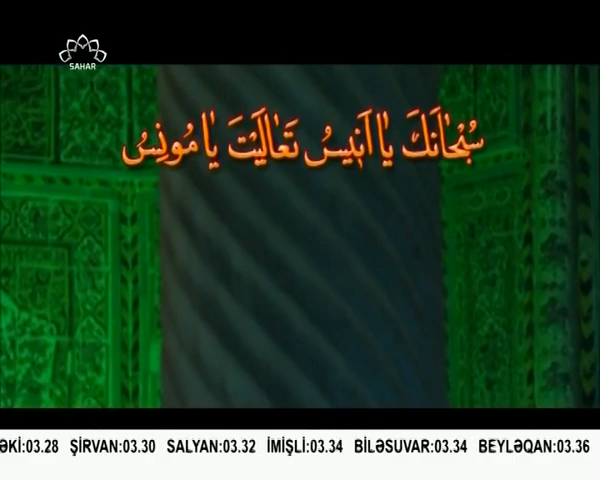 SAHAR
سُبْحٰانَكَ يٰا اَنيسُ تَعٰالَيْتَ يٰا مُونِسُ
ƏKİ:03.28 ŞİRVAN:03.30 SALYAN:03.32 İMİŞLİ:03.34 BİLƏSUVAR:03.34 BEYLƏQAN:03.36